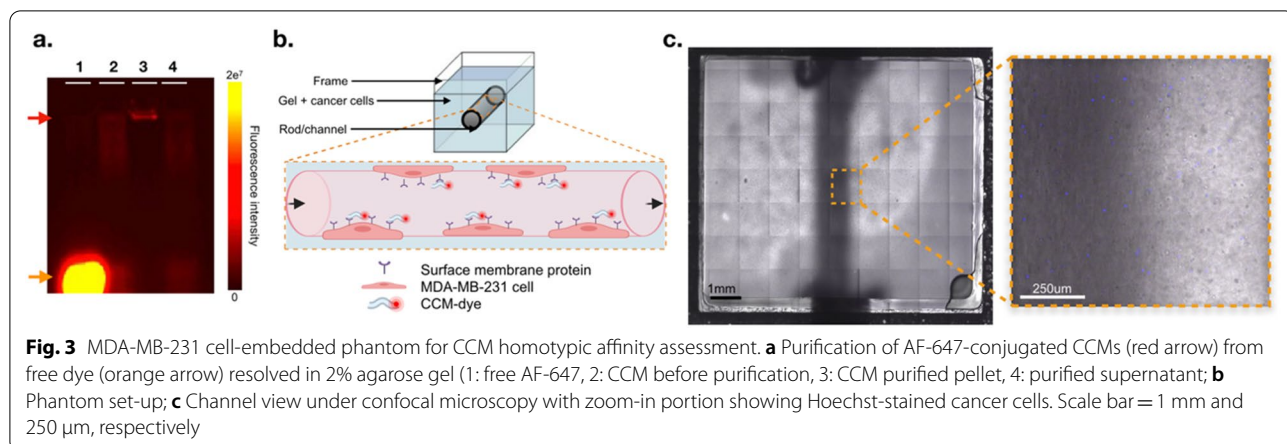 a.
1 2 3 4
2e⁷
Fluorescence intensity
0
b.
Frame
Gel + cancer cells
Rod/channel
Surface membrane protein
MDA-MB-231 cell
CCM-dye
c.
1mm
250um
Fig. 3 MDA-MB-231 cell-embedded phantom for CCM homotypic affinity assessment. a Purification of AF-647-conjugated CCMs (red arrow) from
free dye (orange arrow) resolved in 2% agarose gel (1: free AF-647, 2: CCM before purification, 3: CCM purified pellet, 4: purified supernatant; b
Phantom set-up; c Channel view under confocal microscopy with zoom-in portion showing Hoechst-stained cancer cells. Scale bar = 1 mm and
250 µm, respectively